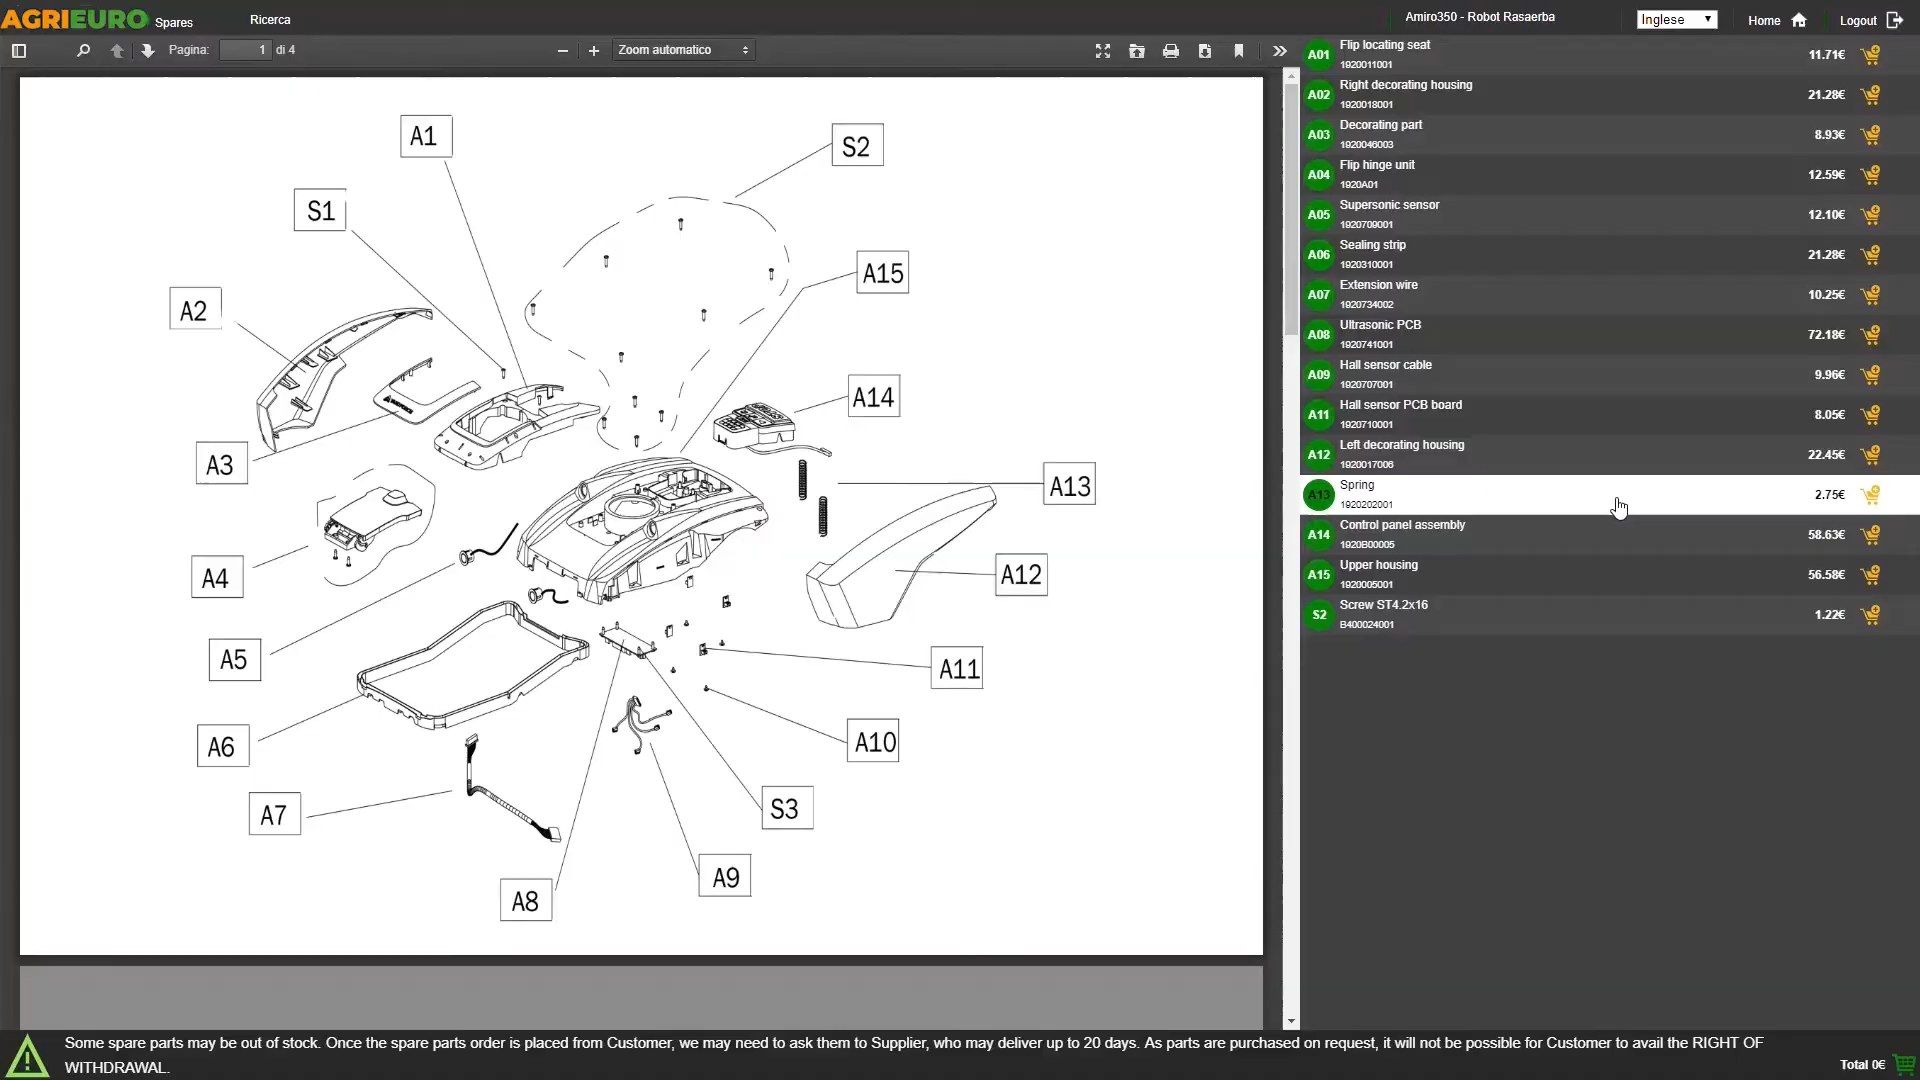 AGRIEURO Spares
Ricerca
Amiro350 - Robot Rasaerba
Inglese
Home
Logout
Pagina:
1
di 4
Zoom automatico
A1
S2
S1
A15
A2
A14
A3
A13
A4
A12
A5
A11
A6
A10
A7
S3
A9
A8
A01
Flip locating seat
1920011001
11.71€
A02
Right decorating housing
1920018001
21.28€
A03
Decorating part
1920046003
8.93€
A04
Flip hinge unit
1920A01
12.59€
A05
Supersonic sensor
1920709001
12.10€
A06
Sealing strip
1920310001
21.28€
A07
Extension wire
1920734002
10.25€
A08
Ultrasonic PCB
1920741001
72.18€
A09
Hall sensor cable
1920707001
9.96€
A11
Hall sensor PCB board
1920710001
8.05€
A12
Left decorating housing
1920017006
22.45€
A13
Spring
1920202001
2.75€
A14
Control panel assembly
1920B00005
58.63€
A15
Upper housing
1920005001
56.58€
S2
Screw ST4.2x16
B400024001
1.22€
Some spare parts may be out of stock. Once the spare parts order is placed from Customer, we may need to ask them to Supplier, who may deliver up to 20 days. As parts are purchased on request, it will not be possible for Customer to avail the RIGHT OF
WITHDRAWAL.
Total 0€